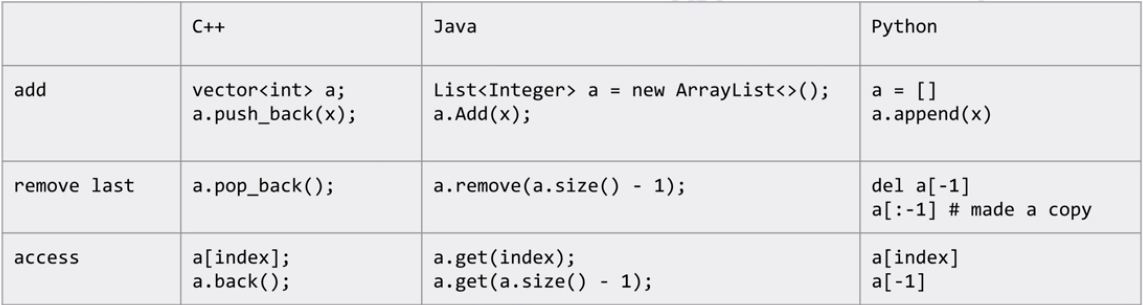 C++ Java Python
add
vector<int> a;
a.push_back(x);
List<Integer> a = new ArrayList<>();
a.Add(x);
a = []
a.append(x)
remove last
a.pop_back();
a.remove(a.size() - 1);
del a[-1]
a[:-1] # made a copy
access
a[index];
a.back();
a.get(index);
a.get(a.size() - 1);
a[index]
a[-1]